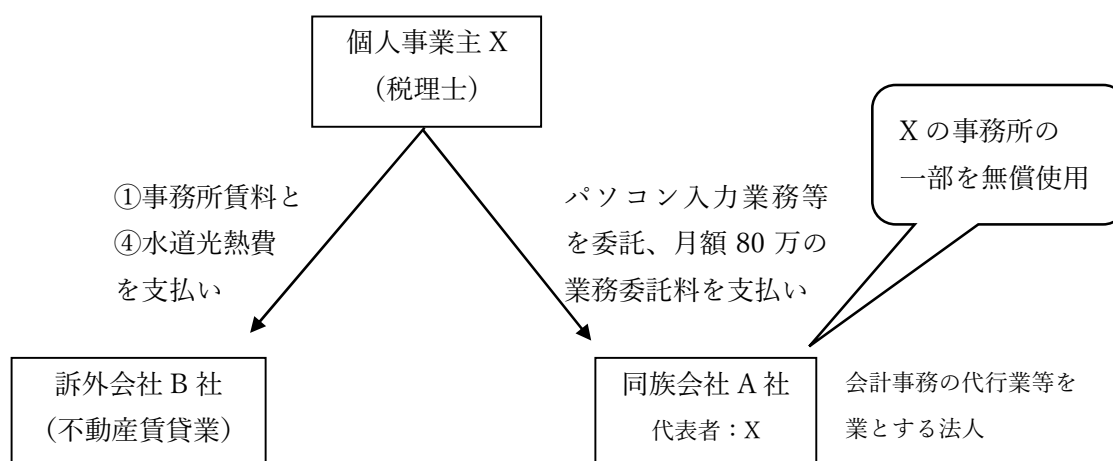 個人事業主 X
（税理士）
X の事務所の
一部を無償使用
①事務所賃料と
④水道光熱費
を支払い
パソコン入力業務等
を委託、月額 80 万の
業務委託料を支払い
訴外会社 B 社
（不動産賃貸業）
同族会社 A 社
代表者：X
会計事務の代行業等を
業とする法人